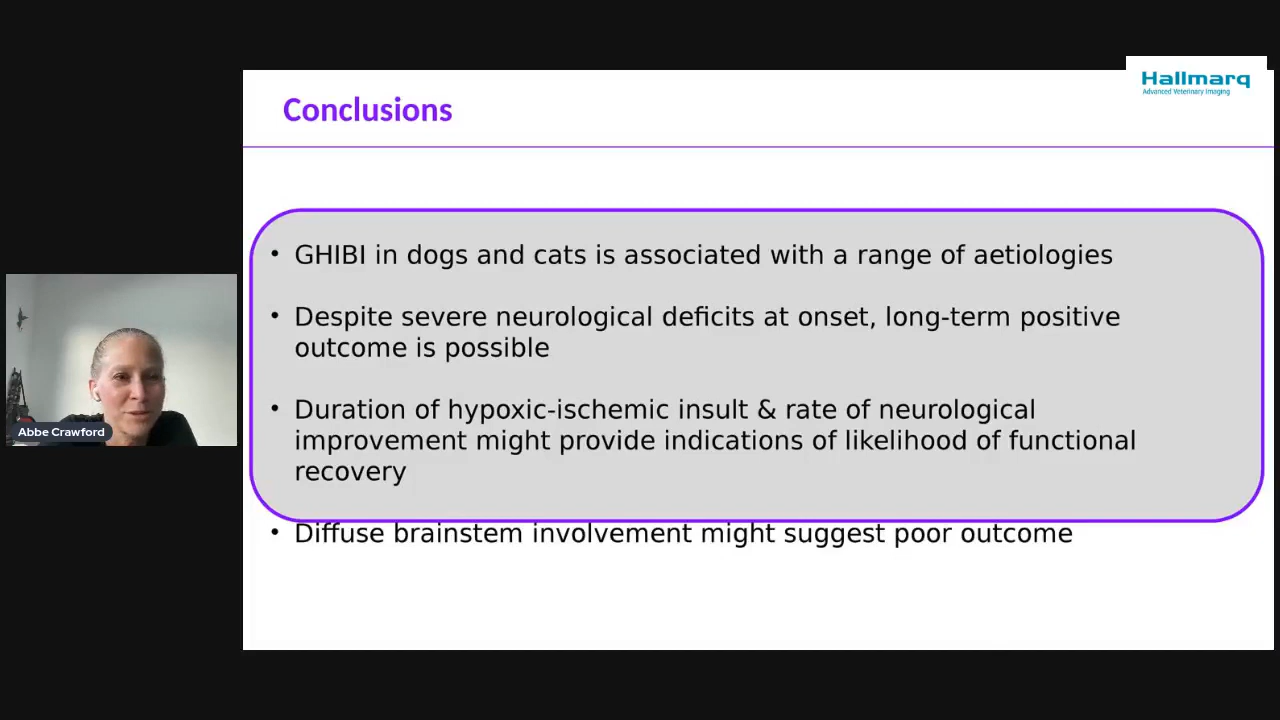 Hallmarq
Advanced Veterinary Imaging
Conclusions
• GHIBI in dogs and cats is associated with a range of aetiologies
• Despite severe neurological deficits at onset, long-term positive
outcome is possible
• Duration of hypoxic-ischemic insult & rate of neurological
improvement might provide indications of likelihood of functional
recovery
• Diffuse brainstem involvement might suggest poor outcome
Abbe Crawford